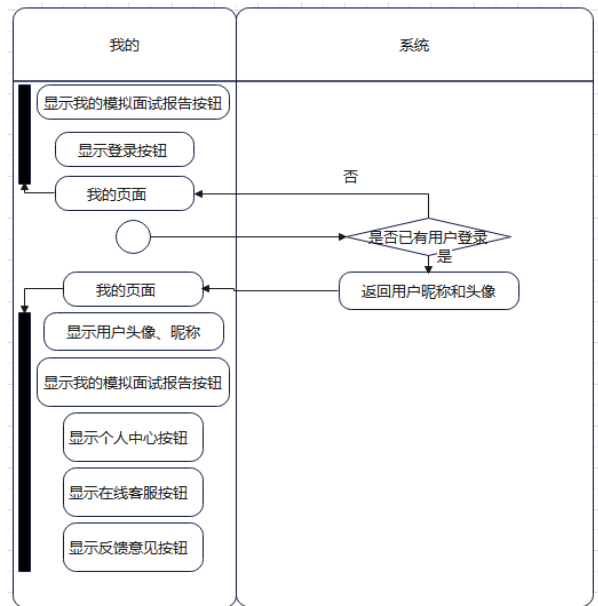 我的
系统
显示我的模拟面试报告按钮
显示登录按钮
否
我的页面
是否已有用户登录
是
我的页面
返回用户昵称和头像
显示用户头像、昵称
显示我的模拟面试报告按钮
显示个人中心按钮
显示在线客服按钮
显示反馈意见按钮